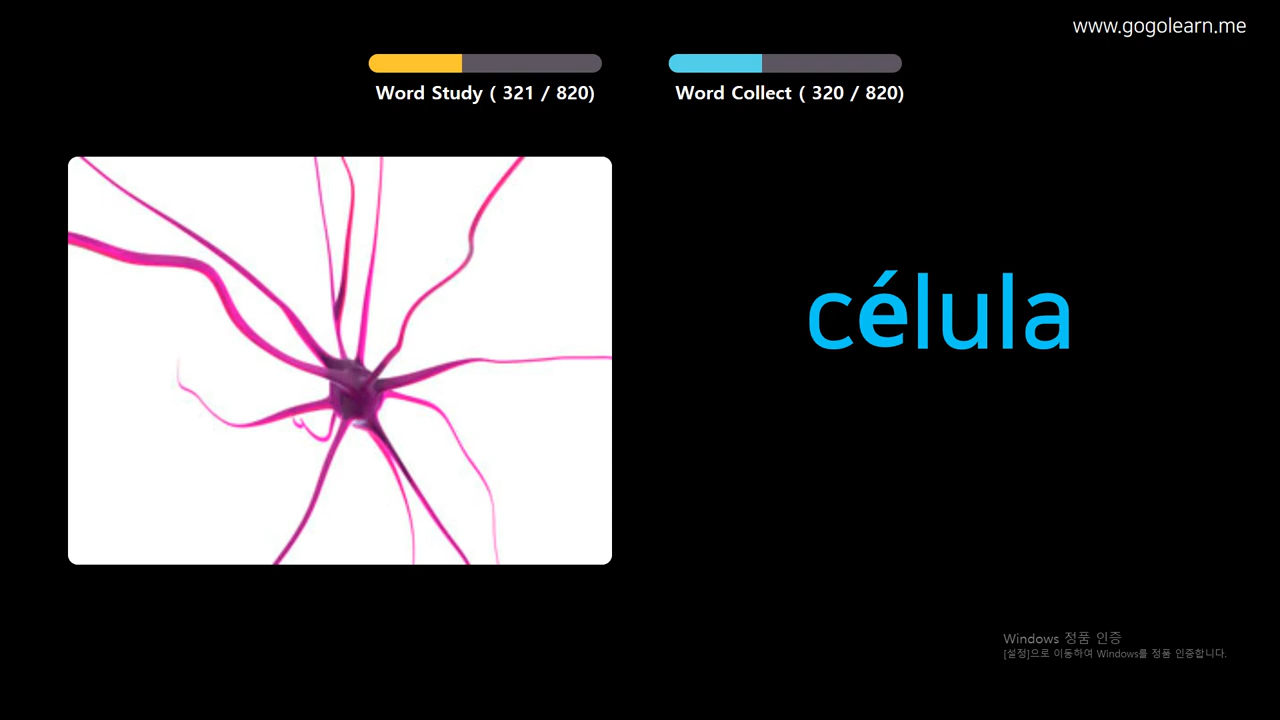 www.gogolearn.me
Word Study ( 321 / 820)
Word Collect ( 320 / 820)
célula
Windows 정품 인증
[설정]으로 이동하여 Windows를 정품 인증합니다.